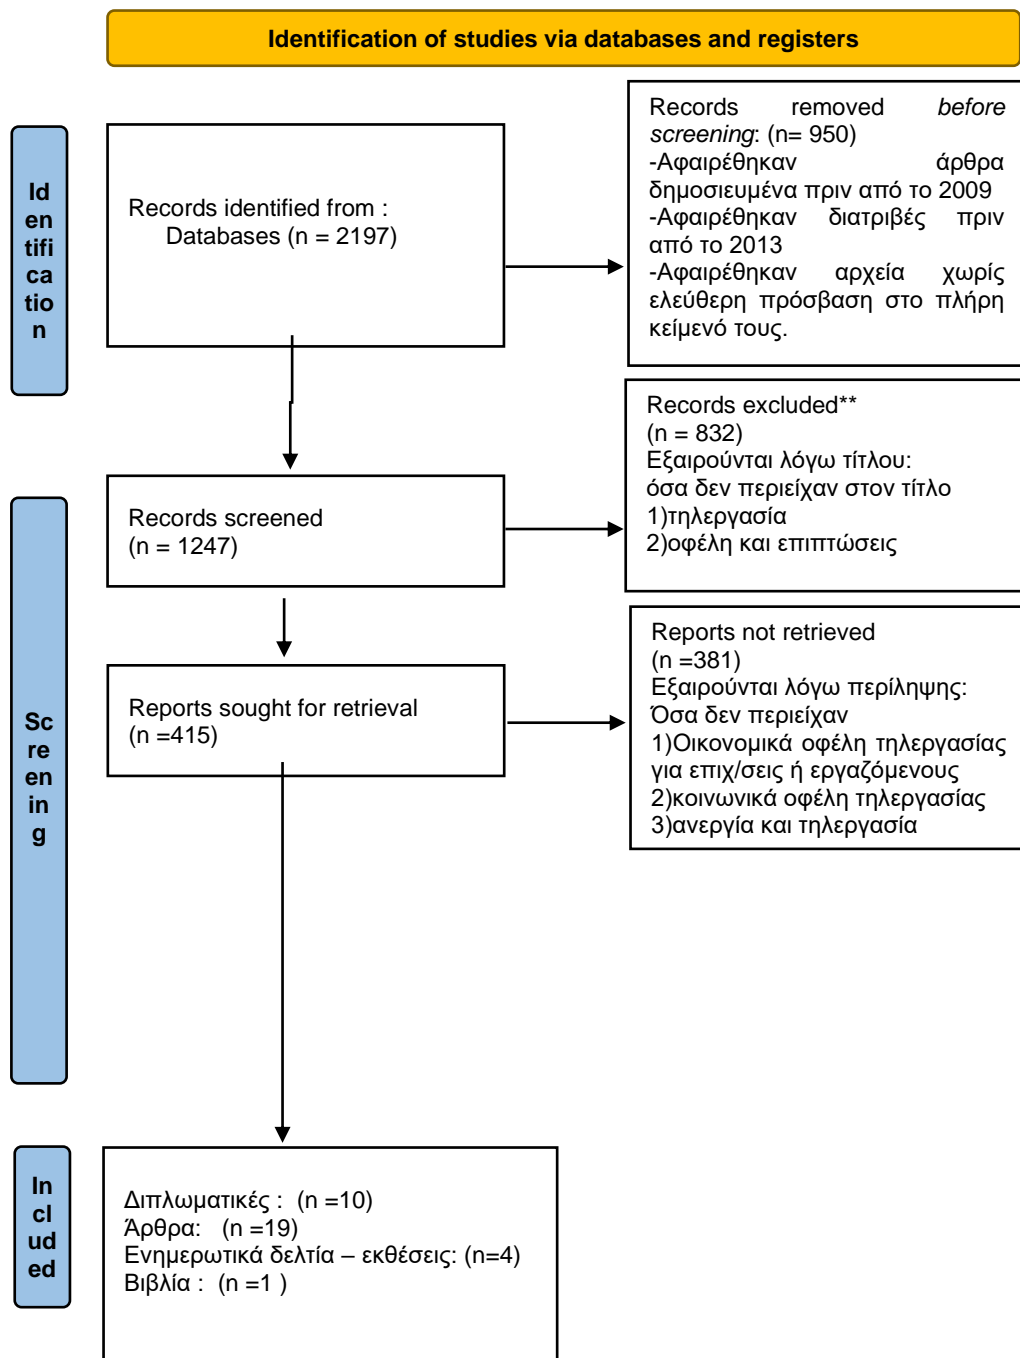 Identification of studies via databases and registers
Id
en
tifi
ca
tio
n
Records identified from :
Databases (n = 2197)
Records removed before
screening: (n= 950)
-Αφαιρέθηκαν άρθρα
δημοσιευμένα πριν από το 2009
-Αφαιρέθηκαν διατριβές πριν
από το 2013
-Αφαιρέθηκαν αρχεία χωρίς
ελεύθερη πρόσβαση στο πλήρη
κείμενό τους.
Sc
re
en
in
g
Records screened
(n = 1247)
Records excluded**
(n = 832)
Εξαιρούνται λόγω τίτλου:
όσα δεν περιείχαν στον τίτλο
1)τηλεργασία
2)οφέλη και επιπτώσεις
Reports sought for retrieval
(n =415)
Reports not retrieved
(n =381)
Εξαιρούνται λόγω περίληψης:
Όσα δεν περιείχαν
1)Οικονομικά οφέλη τηλεργασίας
για επιχ/σεις ή εργαζόμενους
2)κοινωνικά οφέλη τηλεργασίας
3)ανεργία και τηλεργασία
In
cl
ud
ed
Διπλωματικές : (n =10)
Άρθρα: (n =19)
Ενημερωτικά δελτία – εκθέσεις: (n=4)
Βιβλία : (n =1 )